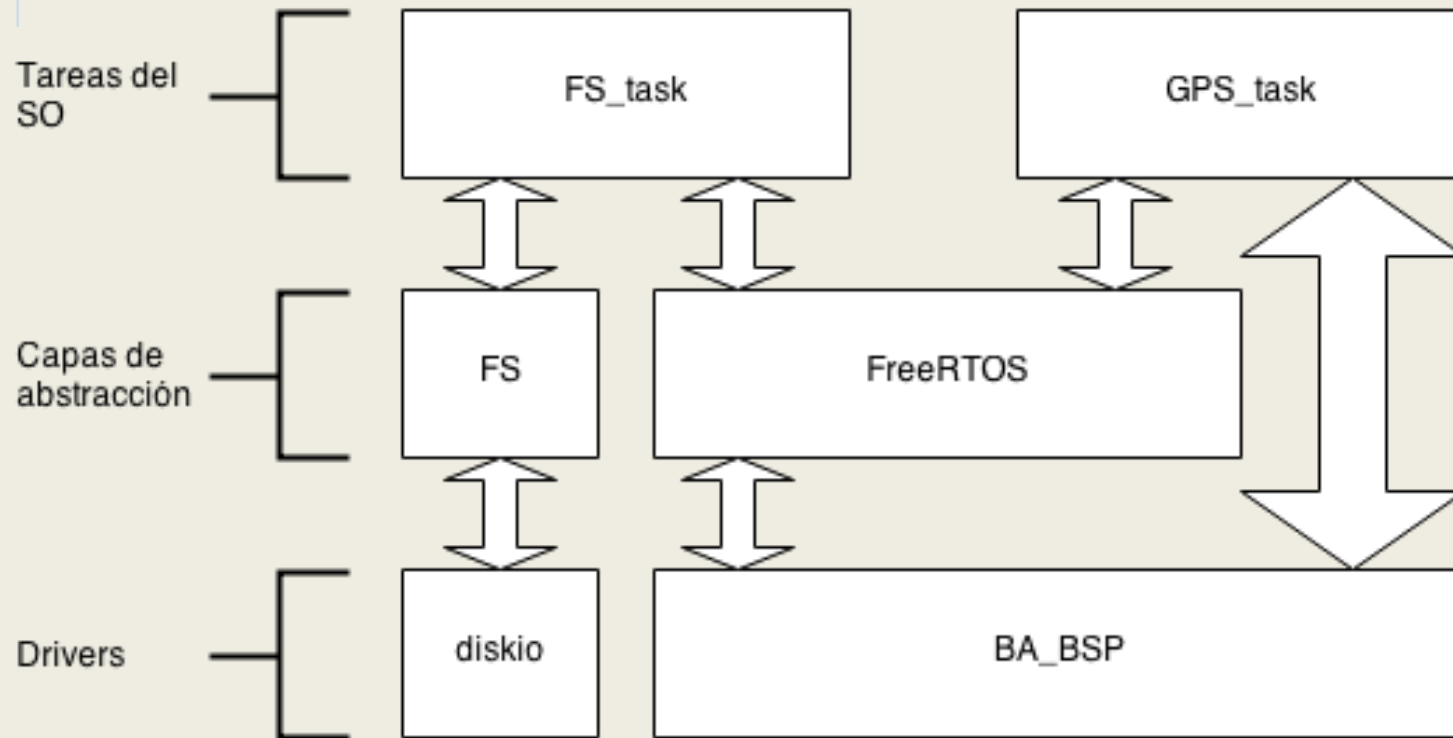 Tareas del
SO
FS_task
GPS_task
Capas de
abstracción
FS
FreeRTOS
Drivers
diskio
BA_BSP